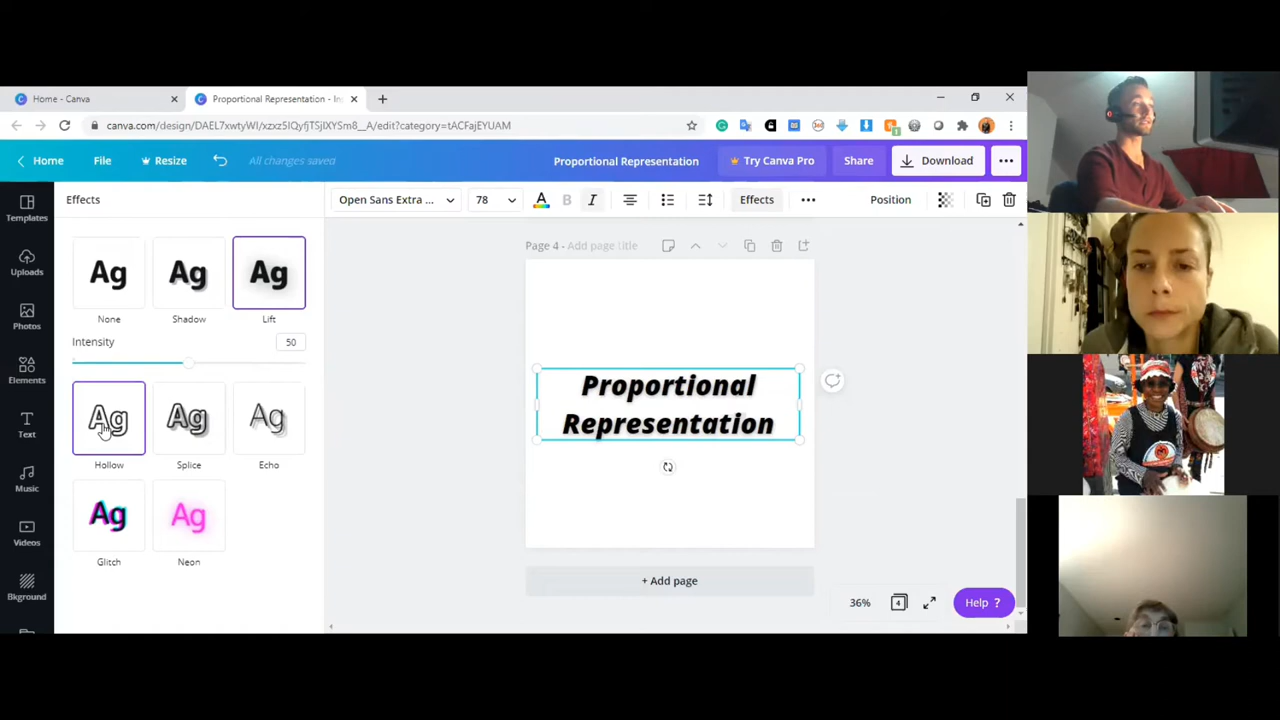 Home - Canva
Proportional Representation - In
canva.com/design/DAEL7xwtyWI/xzxz5IQyfjTSjIXYSm8__A/edit?category=tACFajEYUAM
Home
File
Resize
All changes saved
Proportional Representation
Try Canva Pro
Share
Download
Effects
Open Sans Extra ...
78
A
B
I
Effects
Position
Templates
Uploads
Photos
Elements
Text
Music
Videos
Bkground
Ag
None
Ag
Shadow
Ag
Lift
Intensity
50
Ag
Hollow
Ag
Splice
Ag
Echo
Ag
Glitch
Ag
Neon
Page 4 - Add page title
Proportional
Representation
+ Add page
36%
4
Help ?